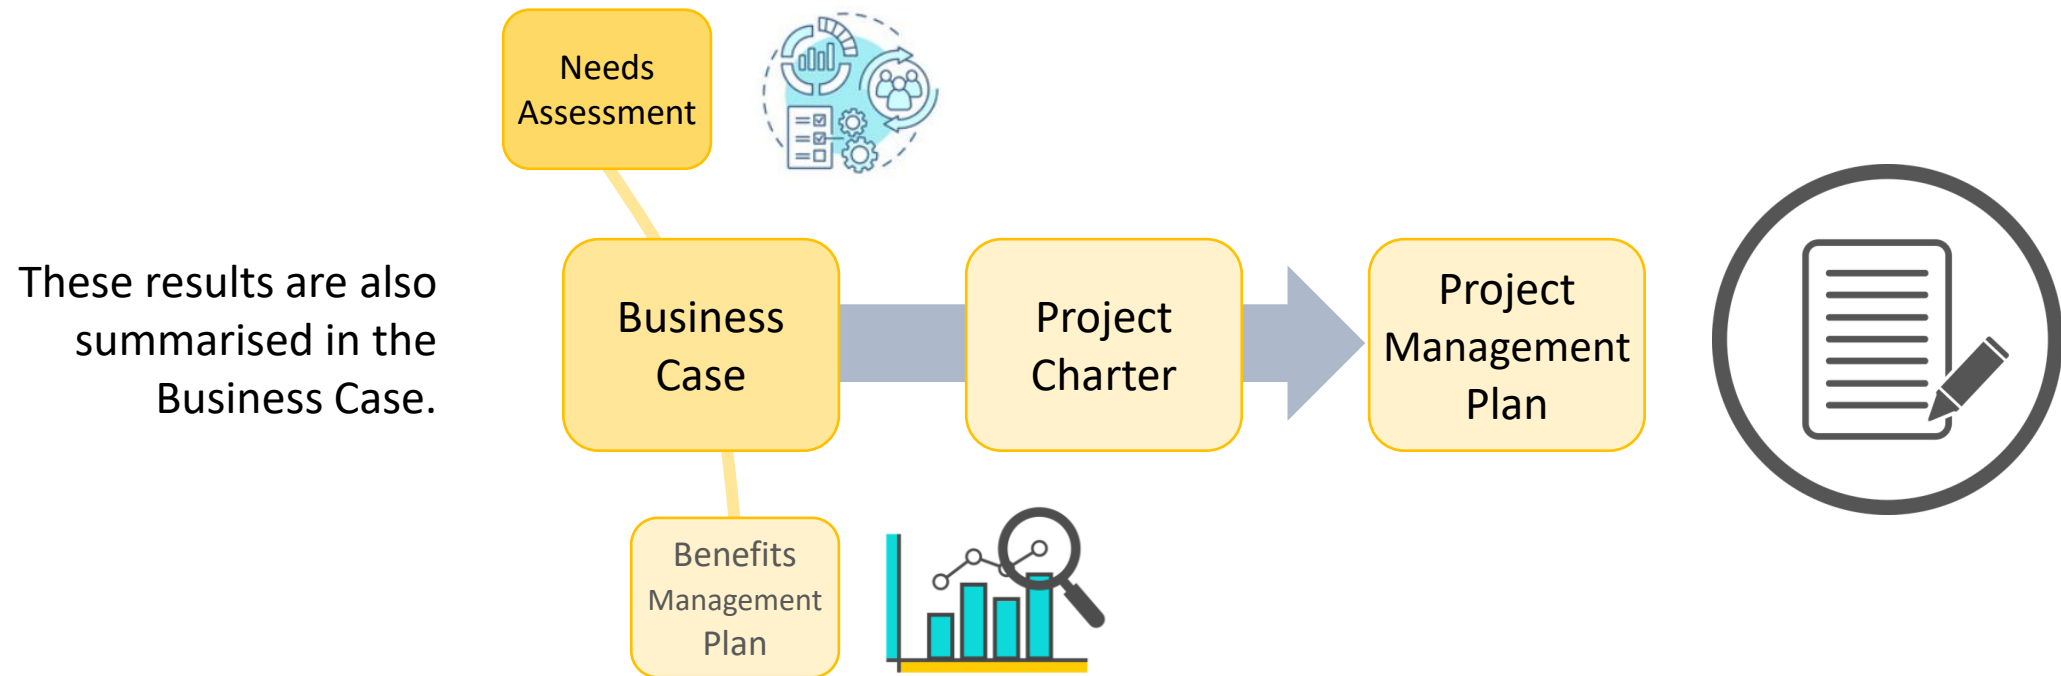 Needs
Assessment
These results are also
summarised in the
Business Case.
Business
Case
Project
Charter
Project
Management
Plan
Benefits
Management
Plan